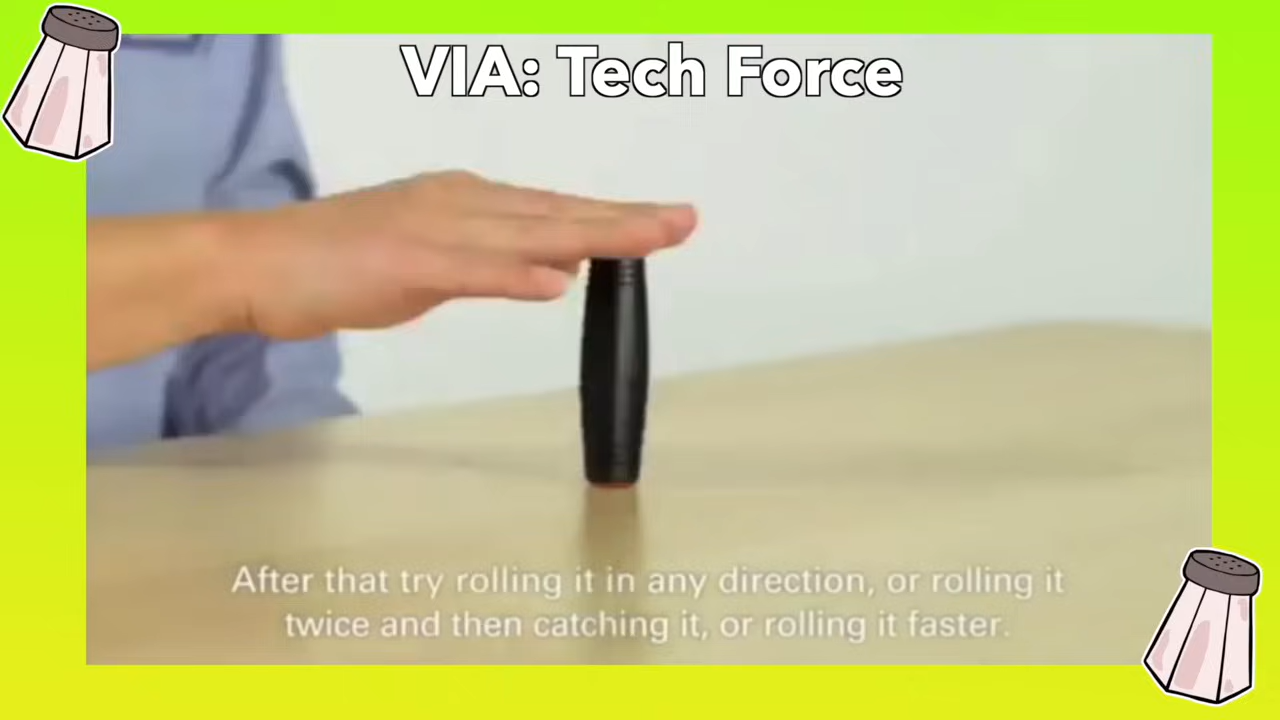 VIA: Tech Force
After that try rolling it in any direction, or rolling it
twice and then catching it, or rolling it faster.